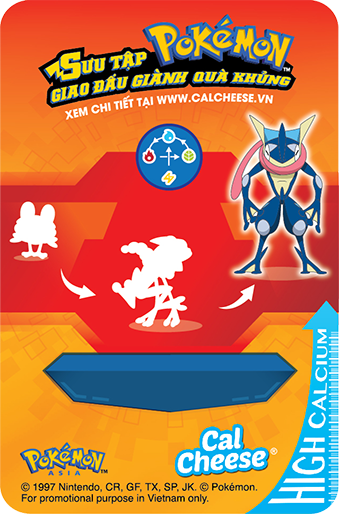 SƯU TẬP POKÉMON™
GIAO ĐẤU GIÀNH QUÀ KHỦNG
XEM CHI TIẾT TẠI WWW.CALCHEESE.VN
HIGH CALCIUM
POKÉMON
ASIA
Cal
Cheese®
© 1997 Nintendo, CR, GF, TX, SP, JK. © Pokémon.
For promotional purpose in Vietnam only.